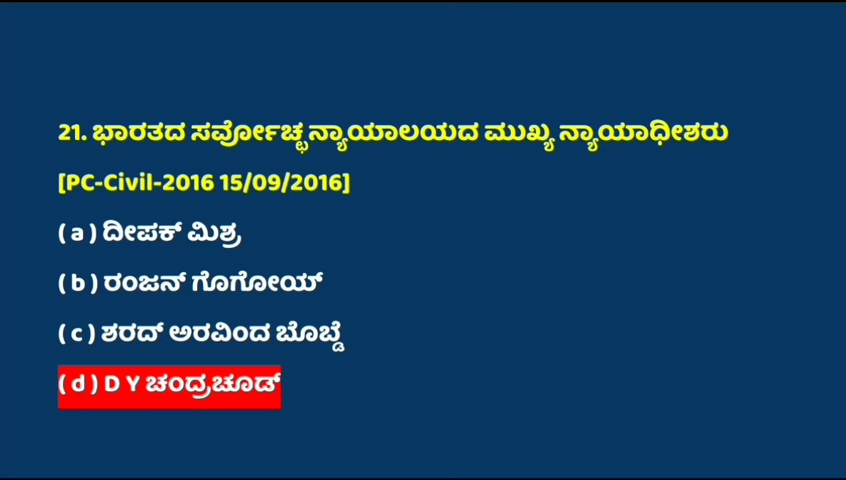 21. ಭಾರತದ ಸರ್ವೋಚ್ಛ ನ್ಯಾಯಾಲಯದ ಮುಖ್ಯ ನ್ಯಾಯಾಧೀಶರು
[PC-Civil-2016 15/09/2016]
( a ) ದೀಪಕ್ ಮಿಶ್ರ
( b ) ರಂಜನ್ ಗೊಗೋಯ್
( c ) ಶರದ್ ಅರವಿಂದ ಬೊಬ್ಡೆ
( d ) D Y ಚಂದ್ರಚೂಡ್